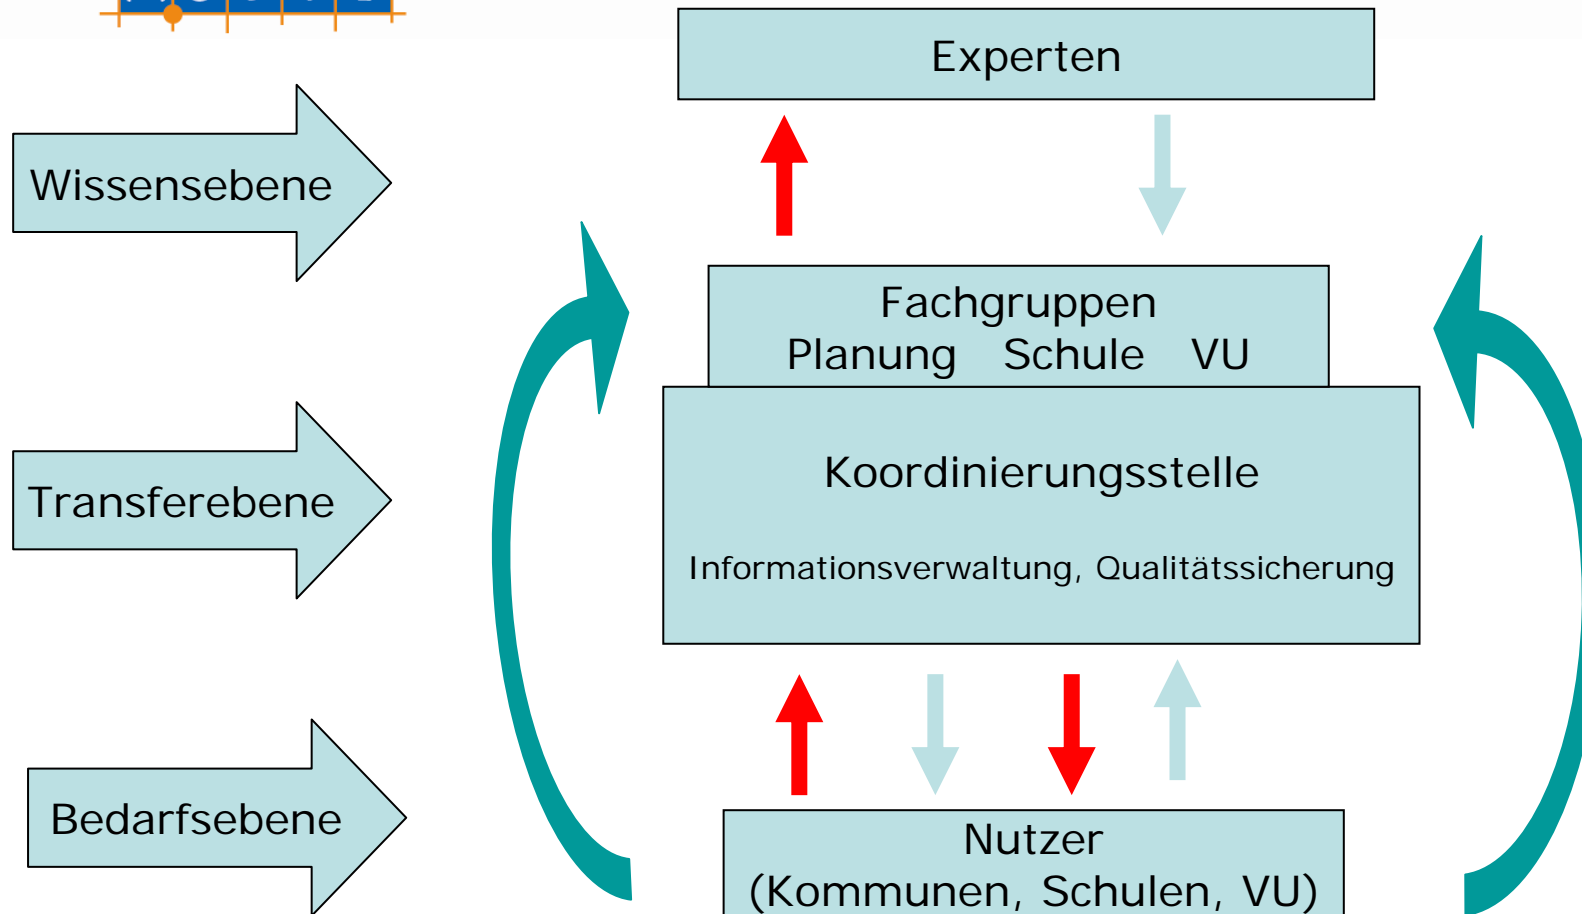 Experten
Wissensebene
Fachgruppen
Planung Schule VU
Koordinierungsstelle
Transferebene
Informationsverwaltung, Qualitätssicherung
Bedarfsebene
Nutzer
(Kommunen, Schulen, VU)